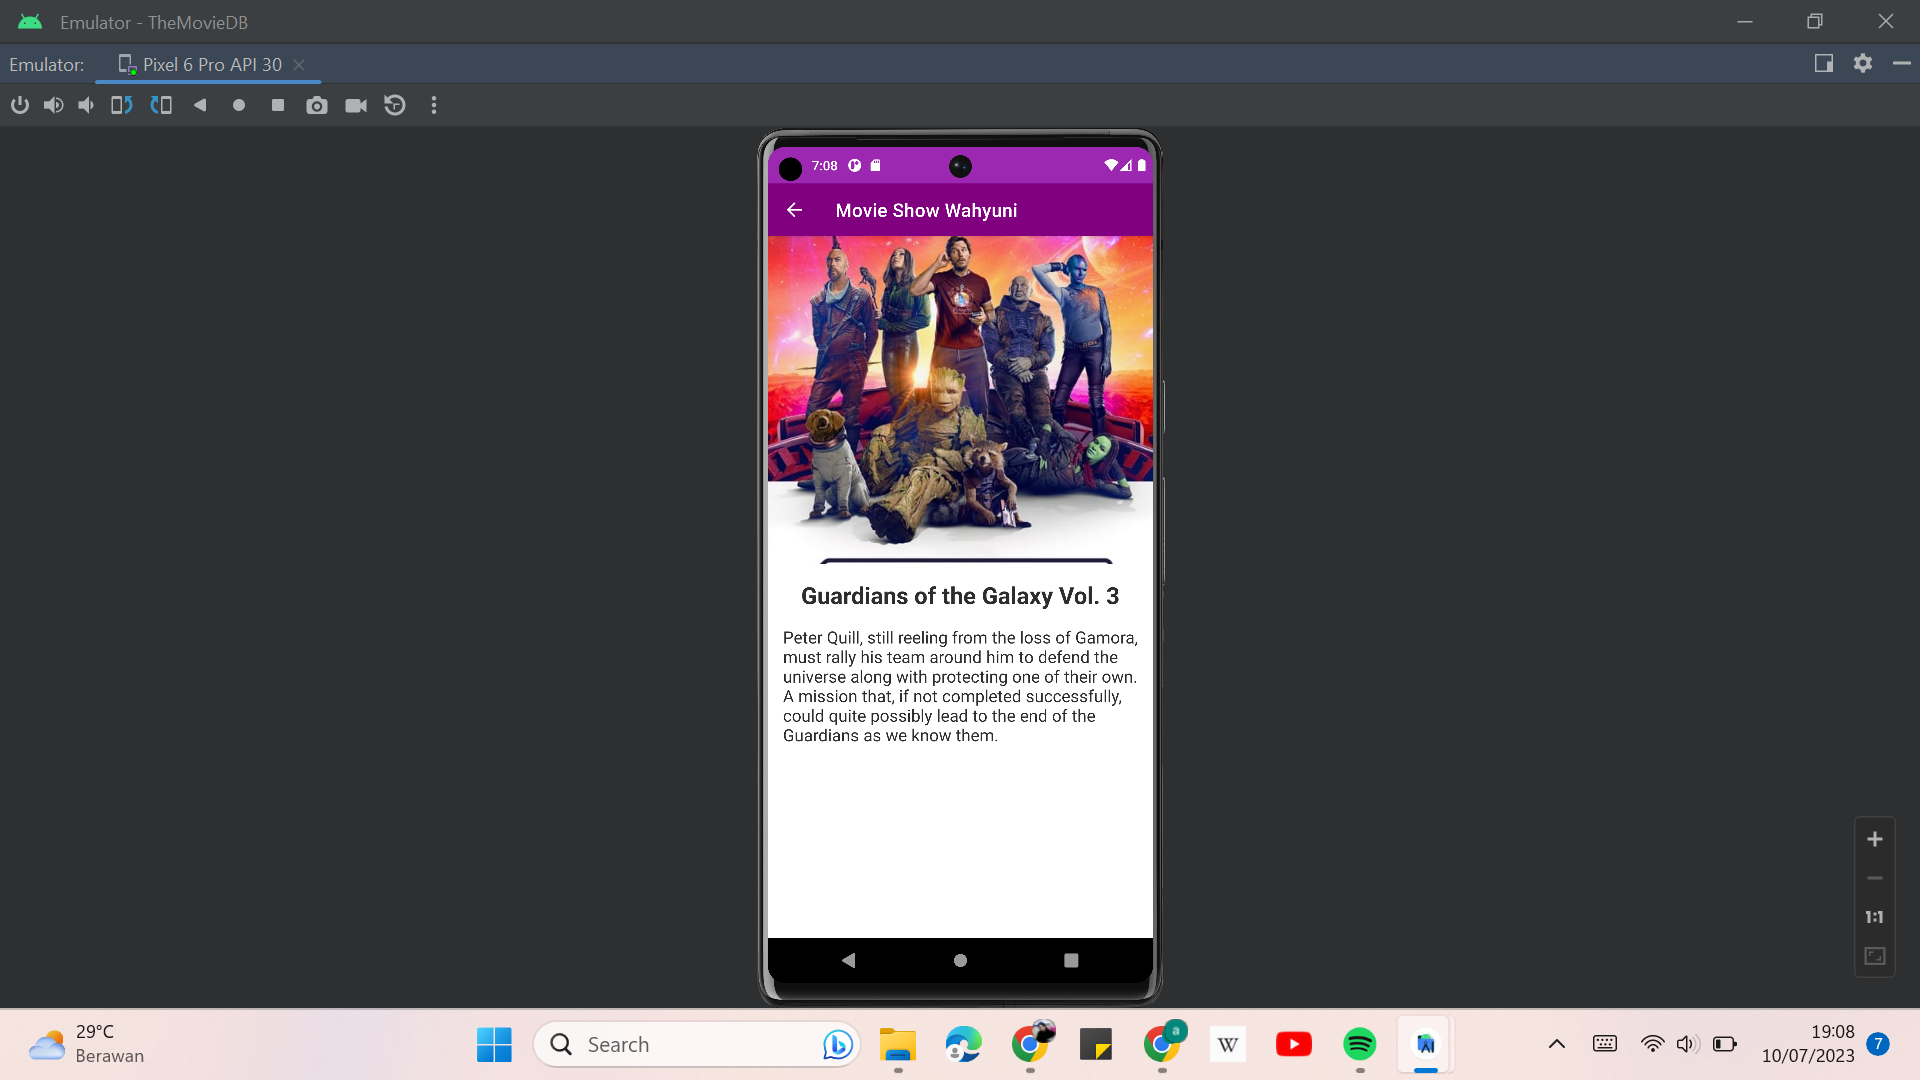 Emulator - TheMovieDB
Emulator:
Pixel 6 Pro API 30
7:08
Movie Show Wahyuni
Guardians of the Galaxy Vol. 3
Peter Quill, still reeling from the loss of Gamora,
must rally his team around him to defend the
universe along with protecting one of their own.
A mission that, if not completed successfully,
could quite possibly lead to the end of the
Guardians as we know them.
1:1
29°C
Berawan
Search
a
W
AI
19:08
10/07/2023
7